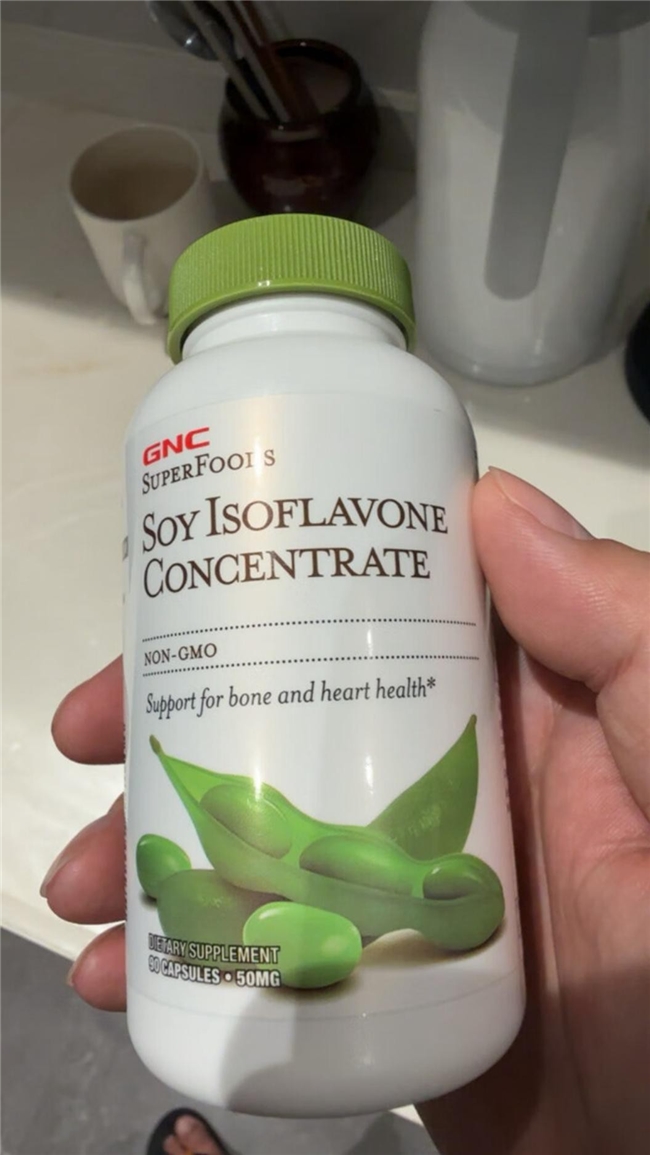 GNC
SUPERFOODS
SOY ISOFLAVONE
CONCENTRATE
NON-GMO
Support for bone and heart health*
DIETARY SUPPLEMENT
90 CAPSULES • 50MG